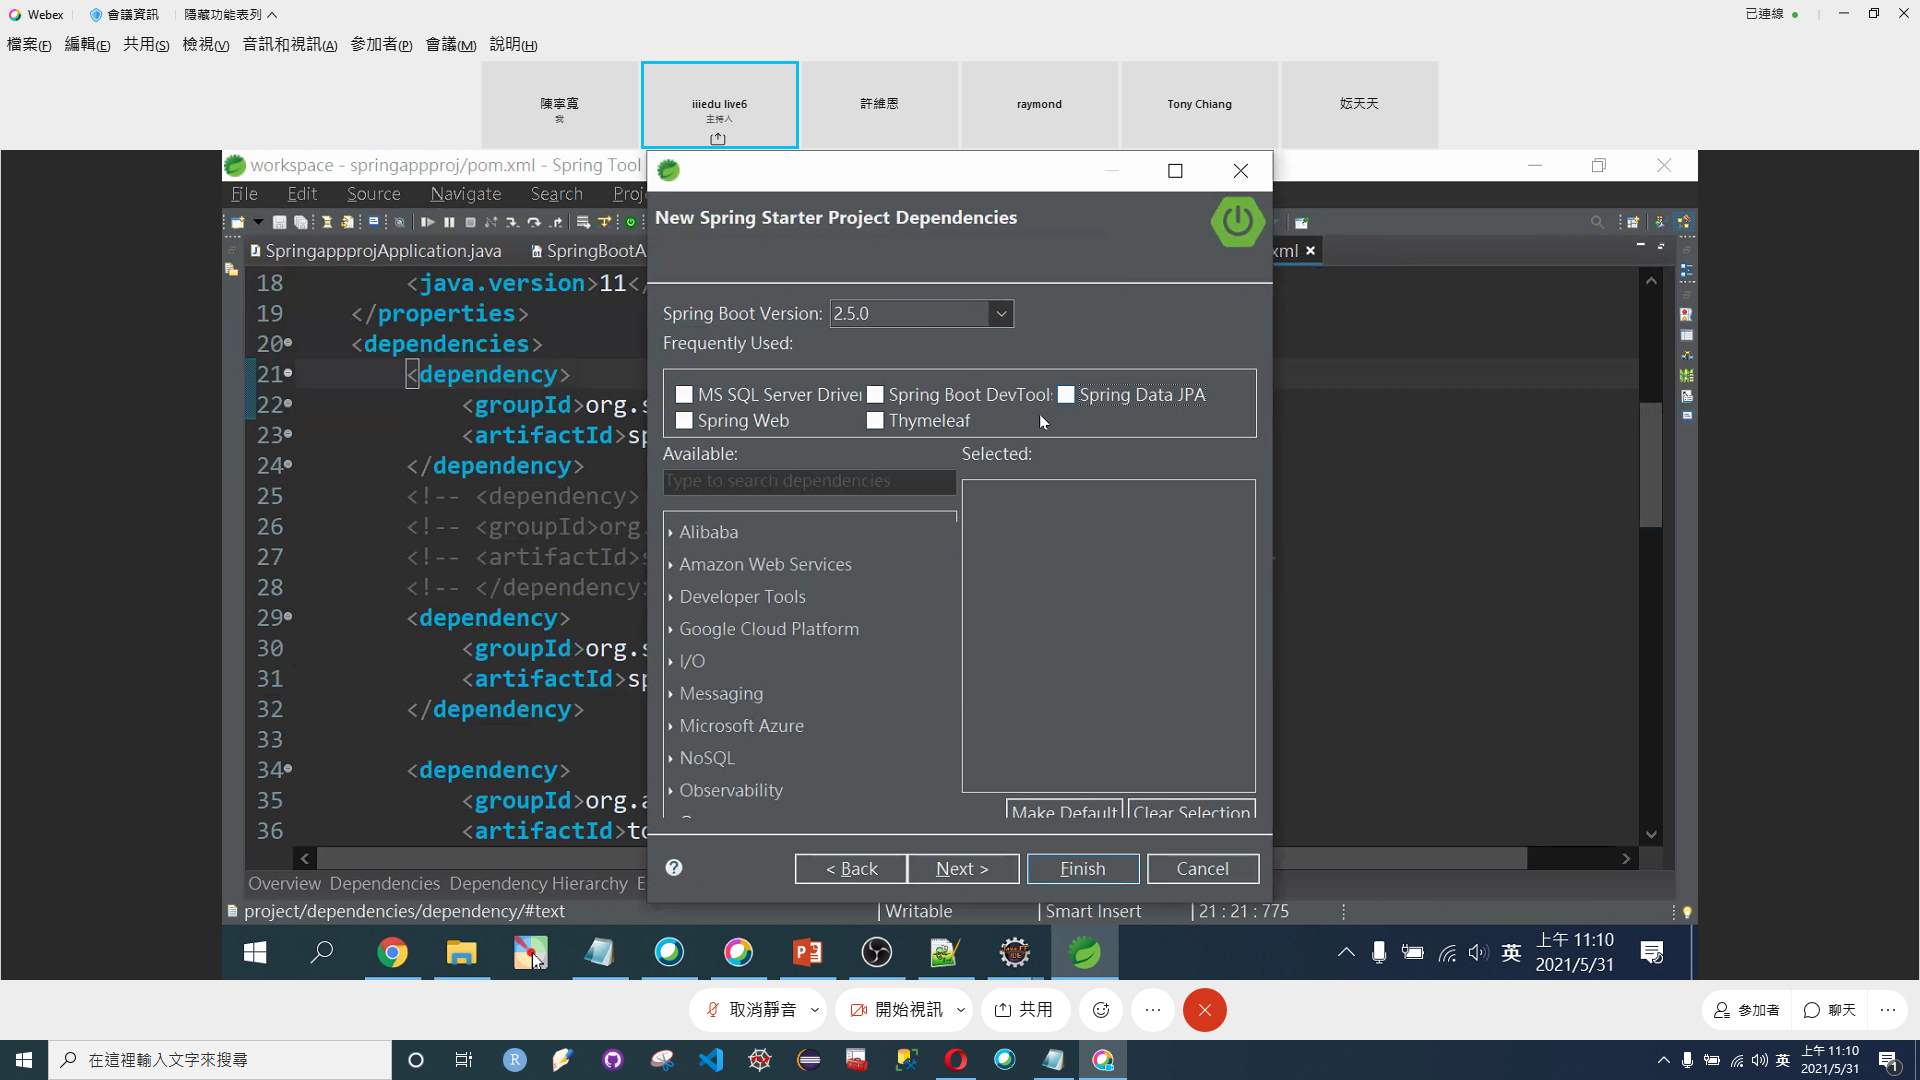 Webex 會議資訊 隱藏功能表列 已連線
檔案(F) 編輯(E) 共用(S) 檢視(V) 音訊和視訊(A) 參加者(P) 會議(M) 說明(H)
陳寧寬
我
iiiedu live6
主持人
許維恩
raymond
Tony Chiang
妘天天
workspace - springappproj/pom.xml - Spring Tool
File Edit Source Navigate Search Proj
SpringappprojApplication.java SpringBootA xml
New Spring Starter Project Dependencies
Spring Boot Version: 2.5.0
Frequently Used:
MS SQL Server Driver Spring Boot DevTools Spring Data JPA
Spring Web Thymeleaf
Available: Selected:
Type to search dependencies
Alibaba
Amazon Web Services
Developer Tools
Google Cloud Platform
I/O
Messaging
Microsoft Azure
NoSQL
Observability
Make Default Clear Selection
< Back Next > Finish Cancel
18 <java.version>11</
19 </properties>
20 <dependencies>
21 <dependency>
22 <groupId>org.s
23 <artifactId>sp
24 </dependency>
25 <!-- <dependency>
26 <!-- <groupId>org.
27 <!-- <artifactId>s
28 <!-- </dependency>
29 <dependency>
30 <groupId>org.s
31 <artifactId>sp
32 </dependency>
33
34 <dependency>
35 <groupId>org.a
36 <artifactId>to
Overview Dependencies Dependency Hierarchy E
project/dependencies/dependency/#text Writable Smart Insert 21 : 21 : 775
英 上午 11:10
2021/5/31
取消靜音 開始視訊 共用 參加者 聊天
在這裡輸入文字來搜尋
英 上午 11:10
2021/5/31
1